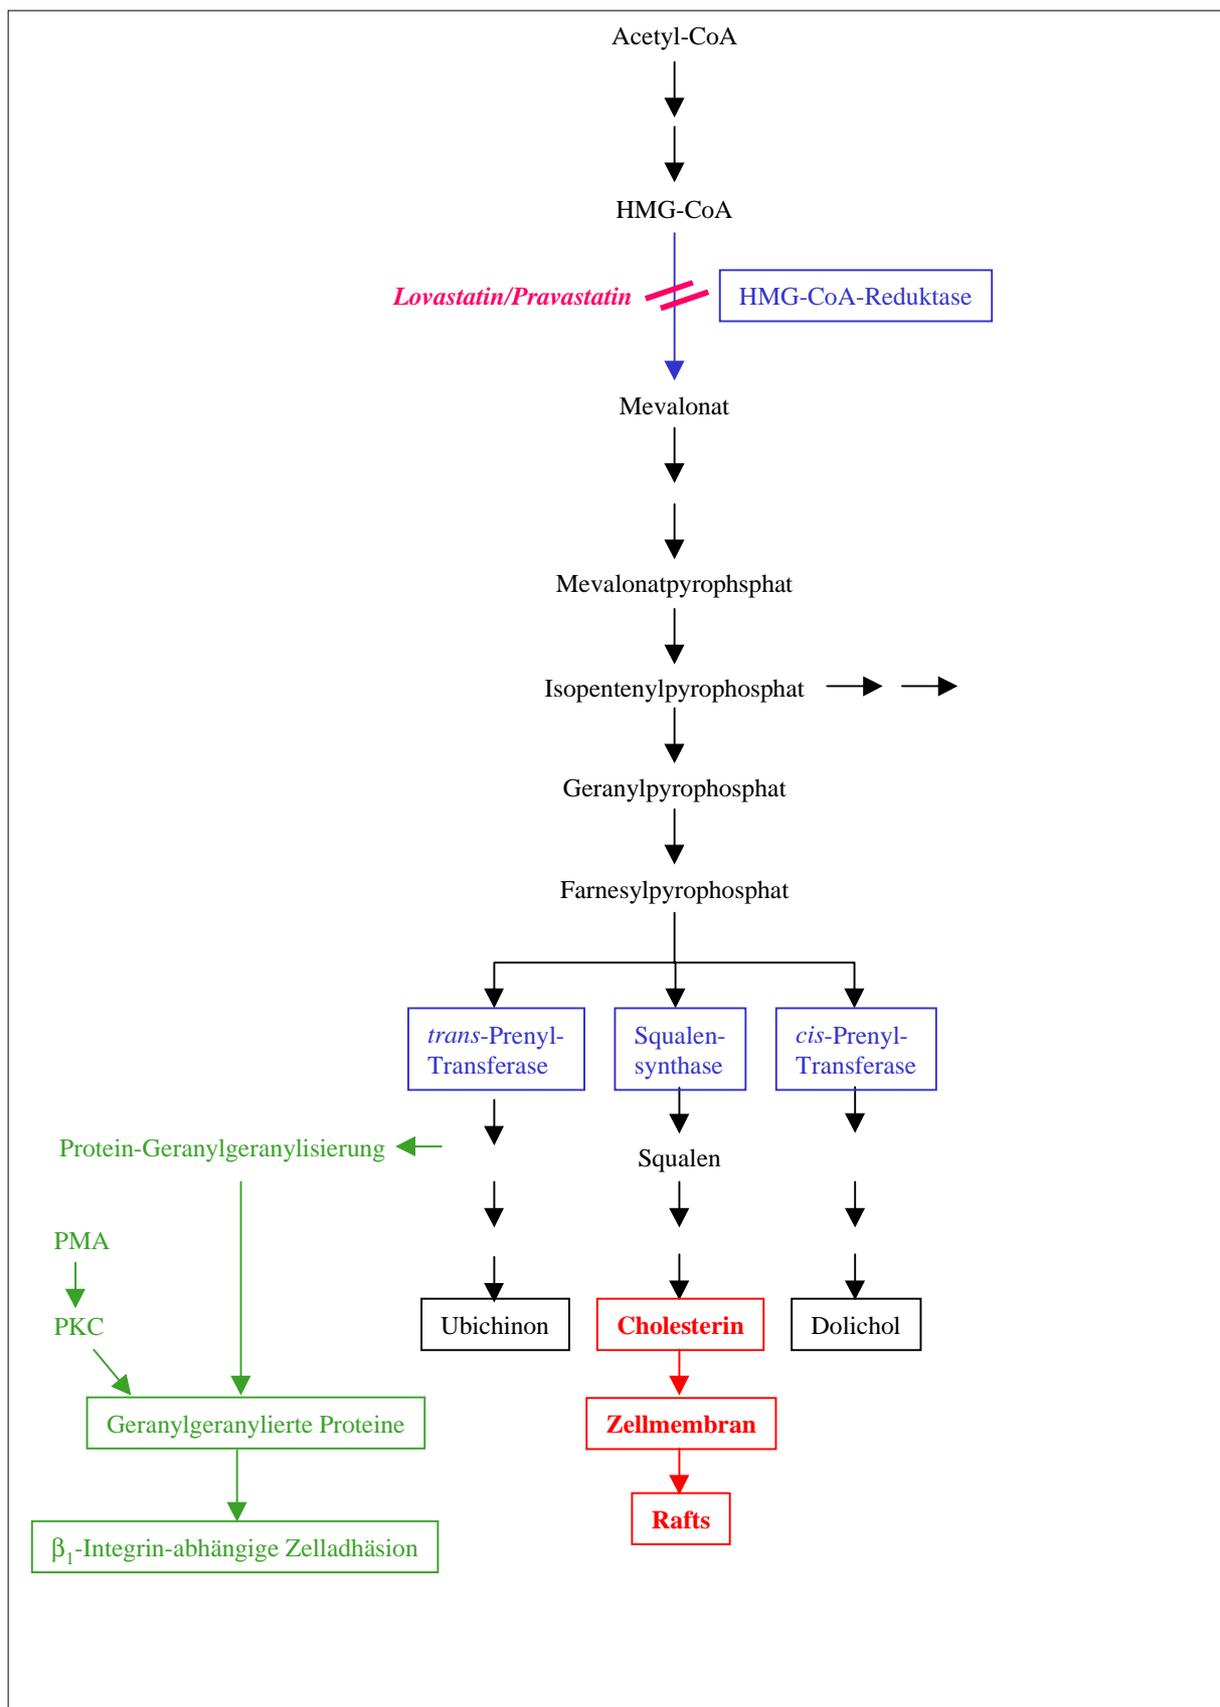 Acetyl-CoA
HMG-CoA
Lovastatin/Pravastatin
HMG-CoA-Reduktase
Mevalonat
Mevalonatpyrophsphat
Isopentenylpyrophosphat
Geranylpyrophosphat
Farnesylpyrophosphat
trans-Prenyl-
Transferase
Squalen-
synthase
cis-Prenyl-
Transferase
Protein-Geranylgeranylisierung
Squalen
PMA
PKC
Ubichinon
Cholesterin
Dolichol
Geranylgeranylierte Proteine
Zellmembran
Rafts
β₁-Integrin-abhängige Zelladhäsion